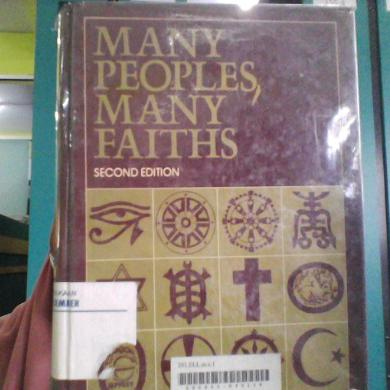 MANY
PEOPLES,
MANY
FAITHS
SECOND EDITION